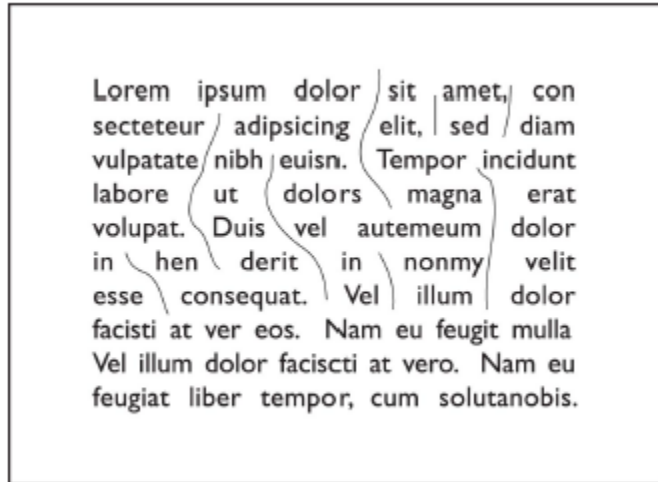 Lorem ipsum dolor sit amet, con
secteteur adipsicing elit, sed diam
vulpatate nibh euisn. Tempor incidunt
labore ut dolors magna erat
volupat. Duis vel autemeum dolor
in hen derit in nonmy velit
esse consequat. Vel illum dolor
facisti at ver eos. Nam eu feugit mulla
Vel illum dolor faciscti at vero. Nam eu
feugiat liber tempor, cum solutanobis.